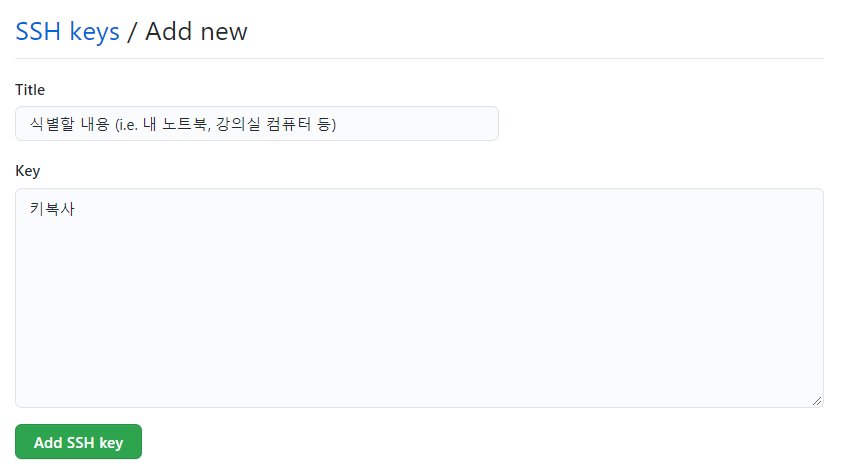 SSH keys / Add new
Title
식별할 내용 (i.e. 내 노트북, 강의실 컴퓨터 등)
Key
키복사
Add SSH key